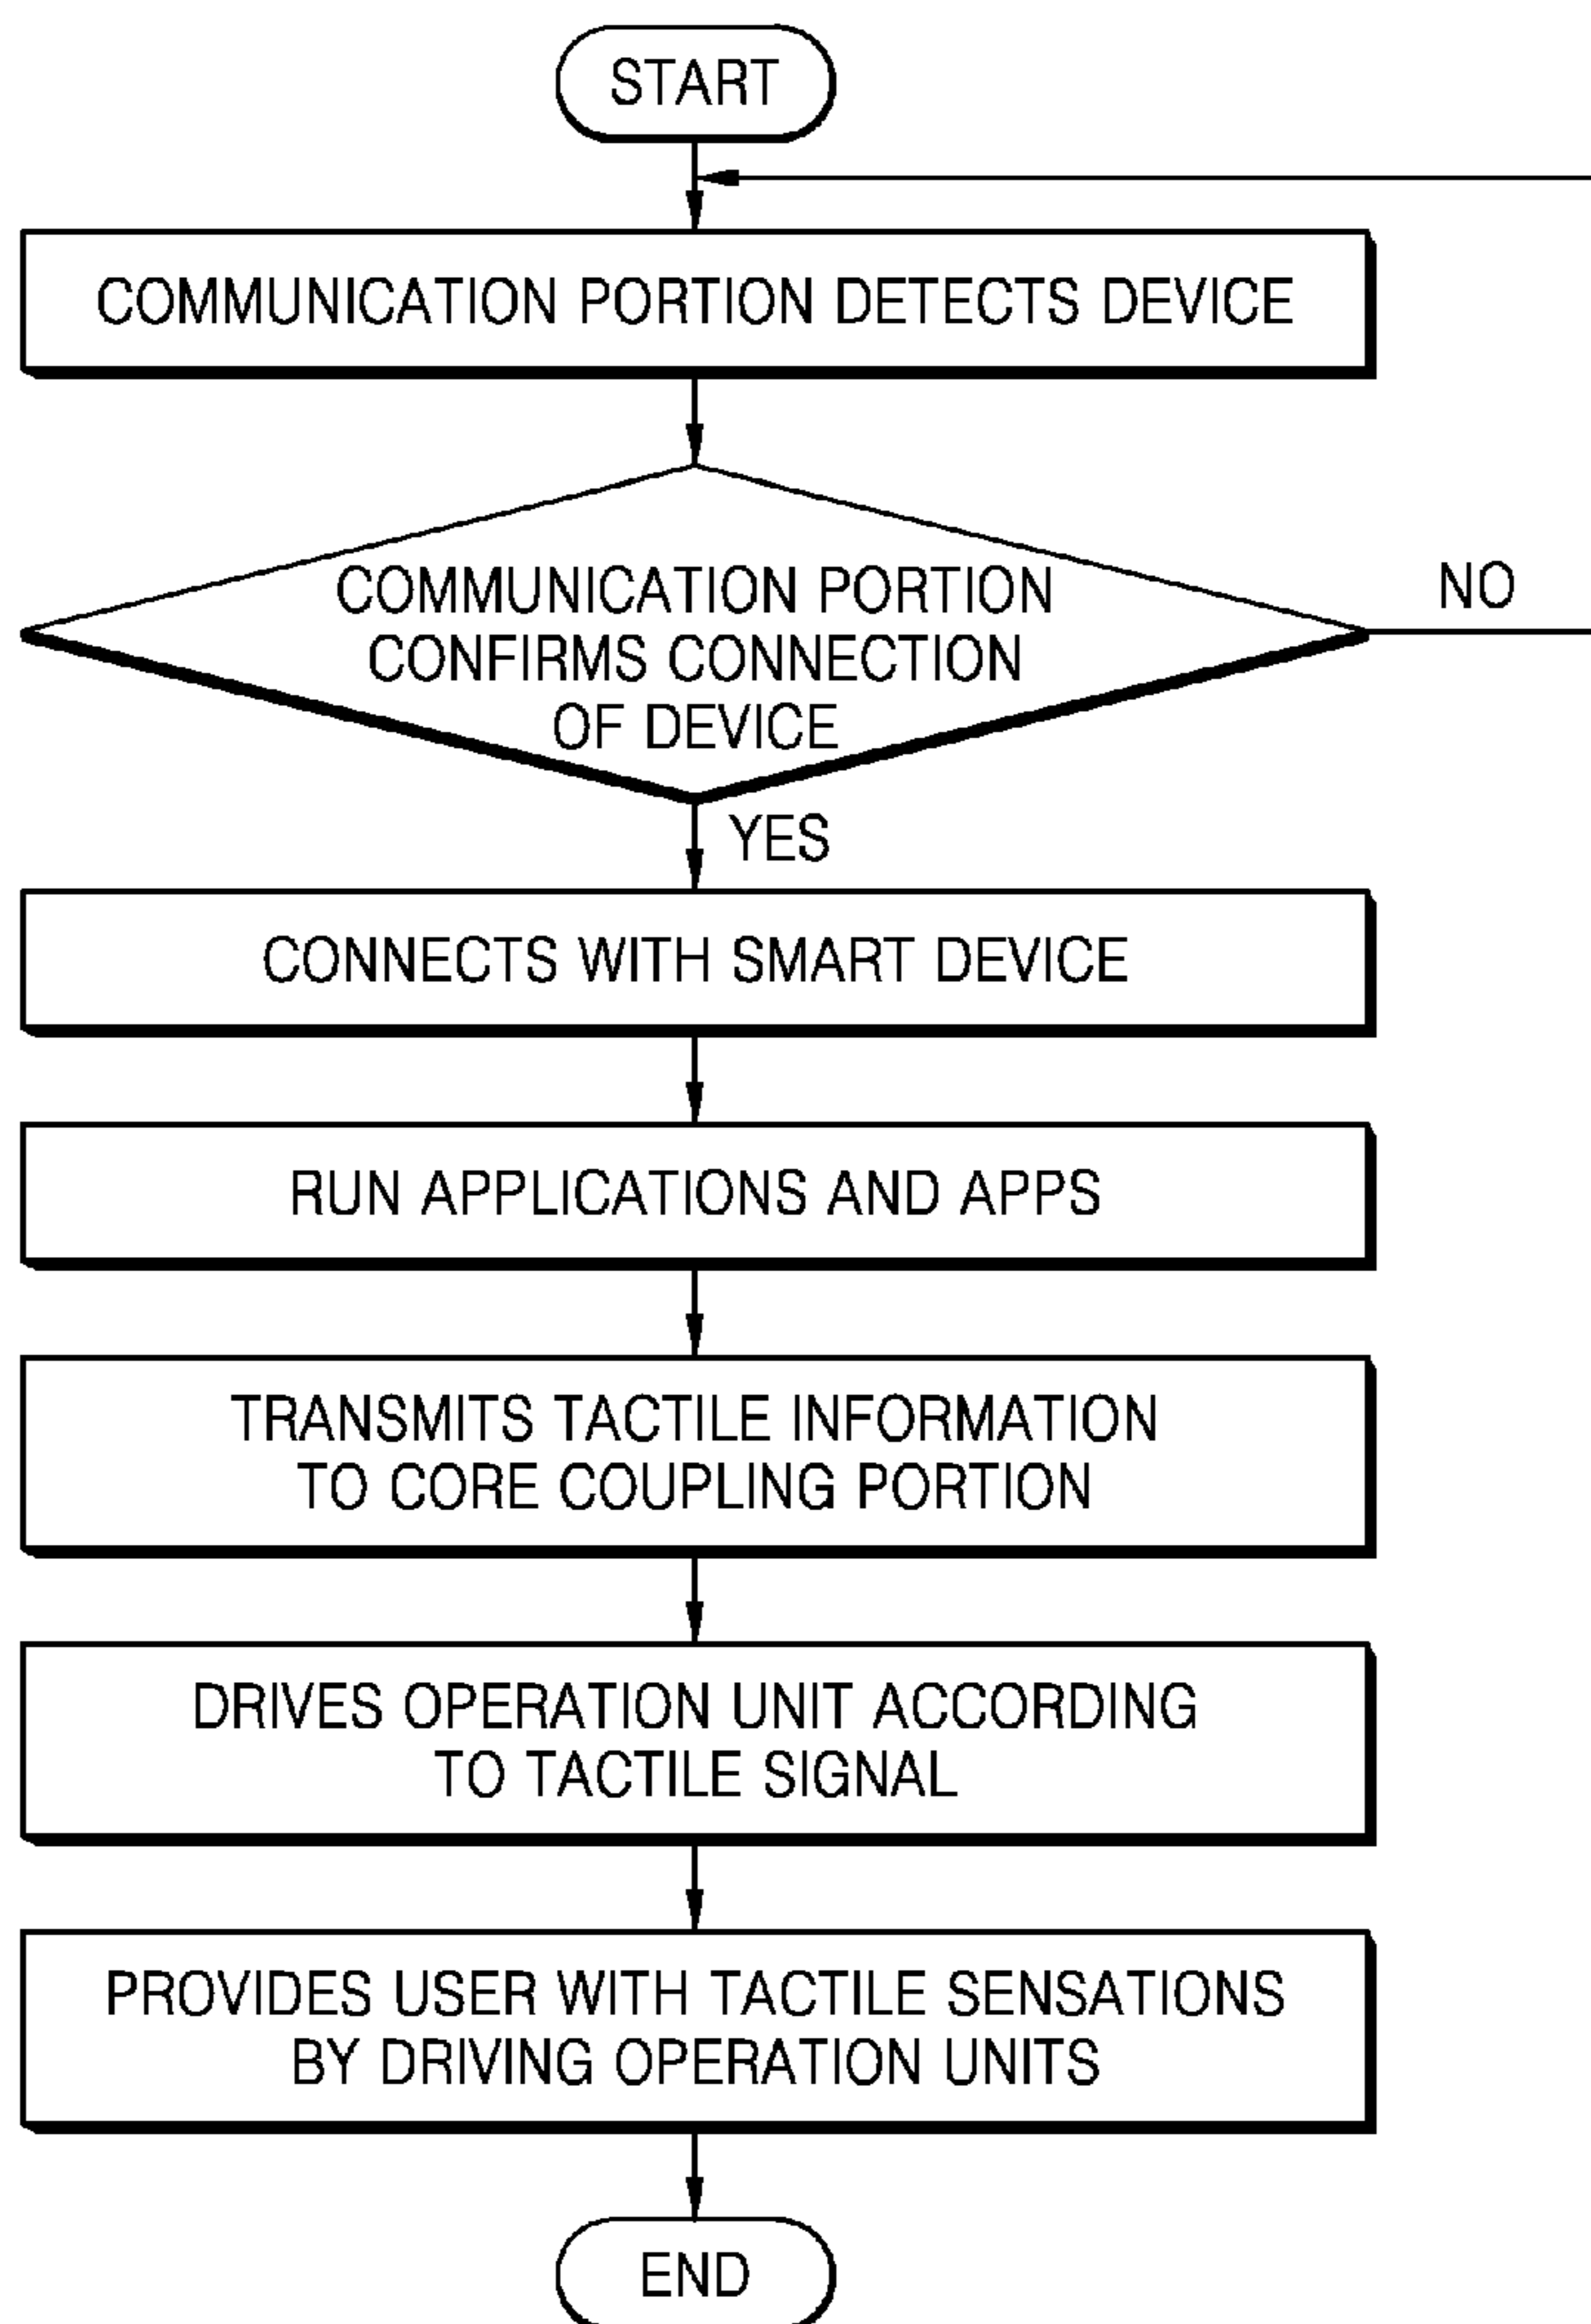 START
COMMUNICATION PORTION DETECTS DEVICE
COMMUNICATION PORTION
CONFIRMS CONNECTION
OF DEVICE
NO
YES
CONNECTS WITH SMART DEVICE
RUN APPLICATIONS AND APPS
TRANSMITS TACTILE INFORMATION
TO CORE COUPLING PORTION
DRIVES OPERATION UNIT ACCORDING
TO TACTILE SIGNAL
PROVIDES USER WITH TACTILE SENSATIONS
BY DRIVING OPERATION UNITS
END